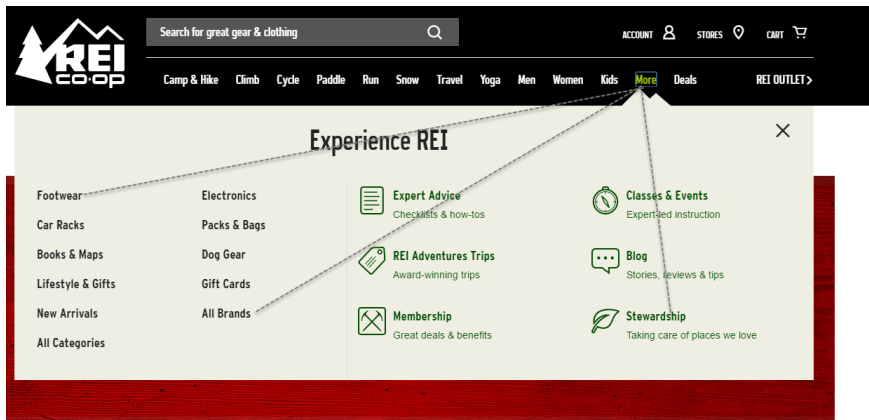 REI
CO·OP
Search for great gear & clothing
ACCOUNT
STORES
CART
Camp & Hike Climb Cycle Paddle Run Snow Travel Yoga Men Women Kids More Deals
REI OUTLET >
Experience REI
Footwear
Car Racks
Books & Maps
Lifestyle & Gifts
New Arrivals
All Categories
Electronics
Packs & Bags
Dog Gear
Gift Cards
All Brands
Expert Advice
Checklists & how-tos
REI Adventures Trips
Award-winning trips
Membership
Great deals & benefits
Classes & Events
Expert-led instruction
Blog
Stories, reviews & tips
Stewardship
Taking care of places we love